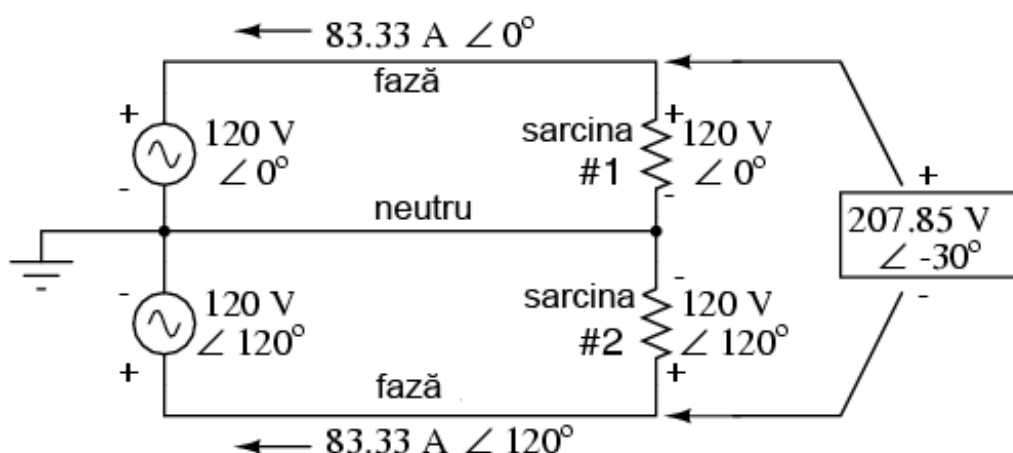 83.33 A ∠ 0°
fază
+
120 V
∠ 0°
-
sarcina
#1
+
120 V
∠ 0°
-
neutru
+
207.85 V
∠ -30°
-
-
120 V
∠ 120°
+
sarcina
#2
-
120 V
∠ 120°
+
fază
83.33 A ∠ 120°